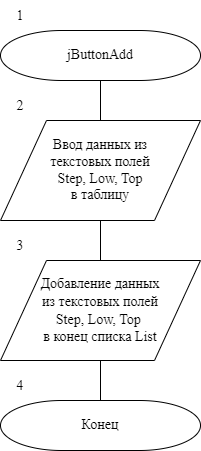 1
jButtonAdd
2
Ввод данных из
текстовых полей
Step, Low, Top
в таблицу
3
Добавление данных
из текстовых полей
Step, Low, Top
в конец списка List
4
Конец